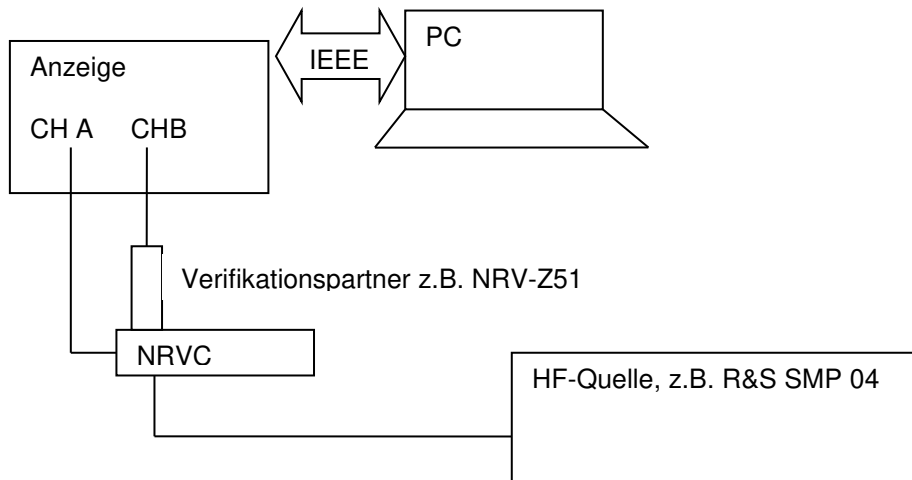 Anzeige
CH A CHB
IEEE
PC
Verifikationspartner z.B. NRV-Z51
NRVC
HF-Quelle, z.B. R&S SMP 04